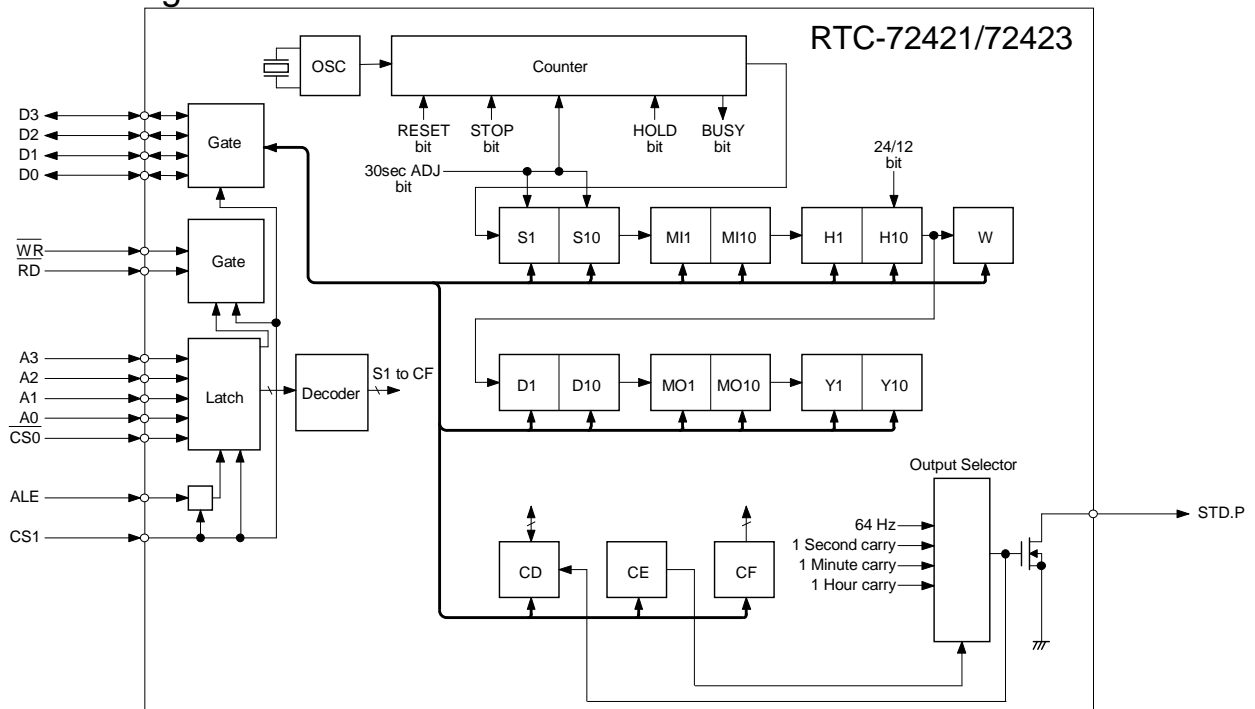 RTC-72421/72423
OSC
Counter
D3
D2
D1
D0
Gate
RESET
bit
STOP
bit
HOLD
bit
BUSY
bit
30sec ADJ
bit
24/12
bit
S1
S10
MI1
MI10
H1
H10
W
WR
RD
Gate
A3
A2
A1
A0
CS0
Latch
Decoder
S1 to CF
D1
D10
MO1
MO10
Y1
Y10
ALE
CS1
Output Selector
64 Hz
1 Second carry
1 Minute carry
1 Hour carry
STD.P
CD
CE
CF